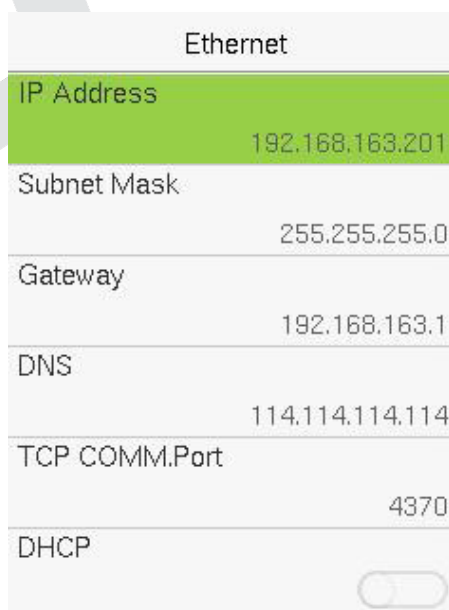 Ethernet
IP Address
192.168.163.201
Subnet Mask
255.255.255.0
Gateway
192.168.163.1
DNS
114.114.114.114
TCP COMM.Port
4370
DHCP